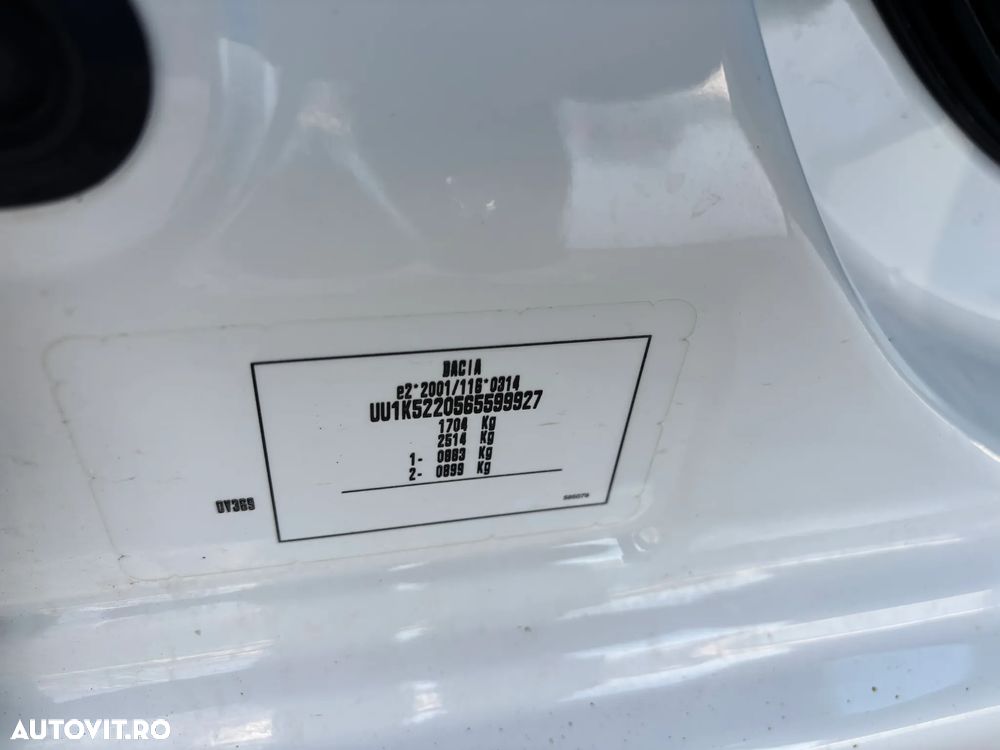 DACIA
e2*2001/116*0314
UU1K5220565599927
1704 Kg
2514 Kg
1- 0883 Kg
2- 0899 Kg
0V369
AUTOVIT.RO